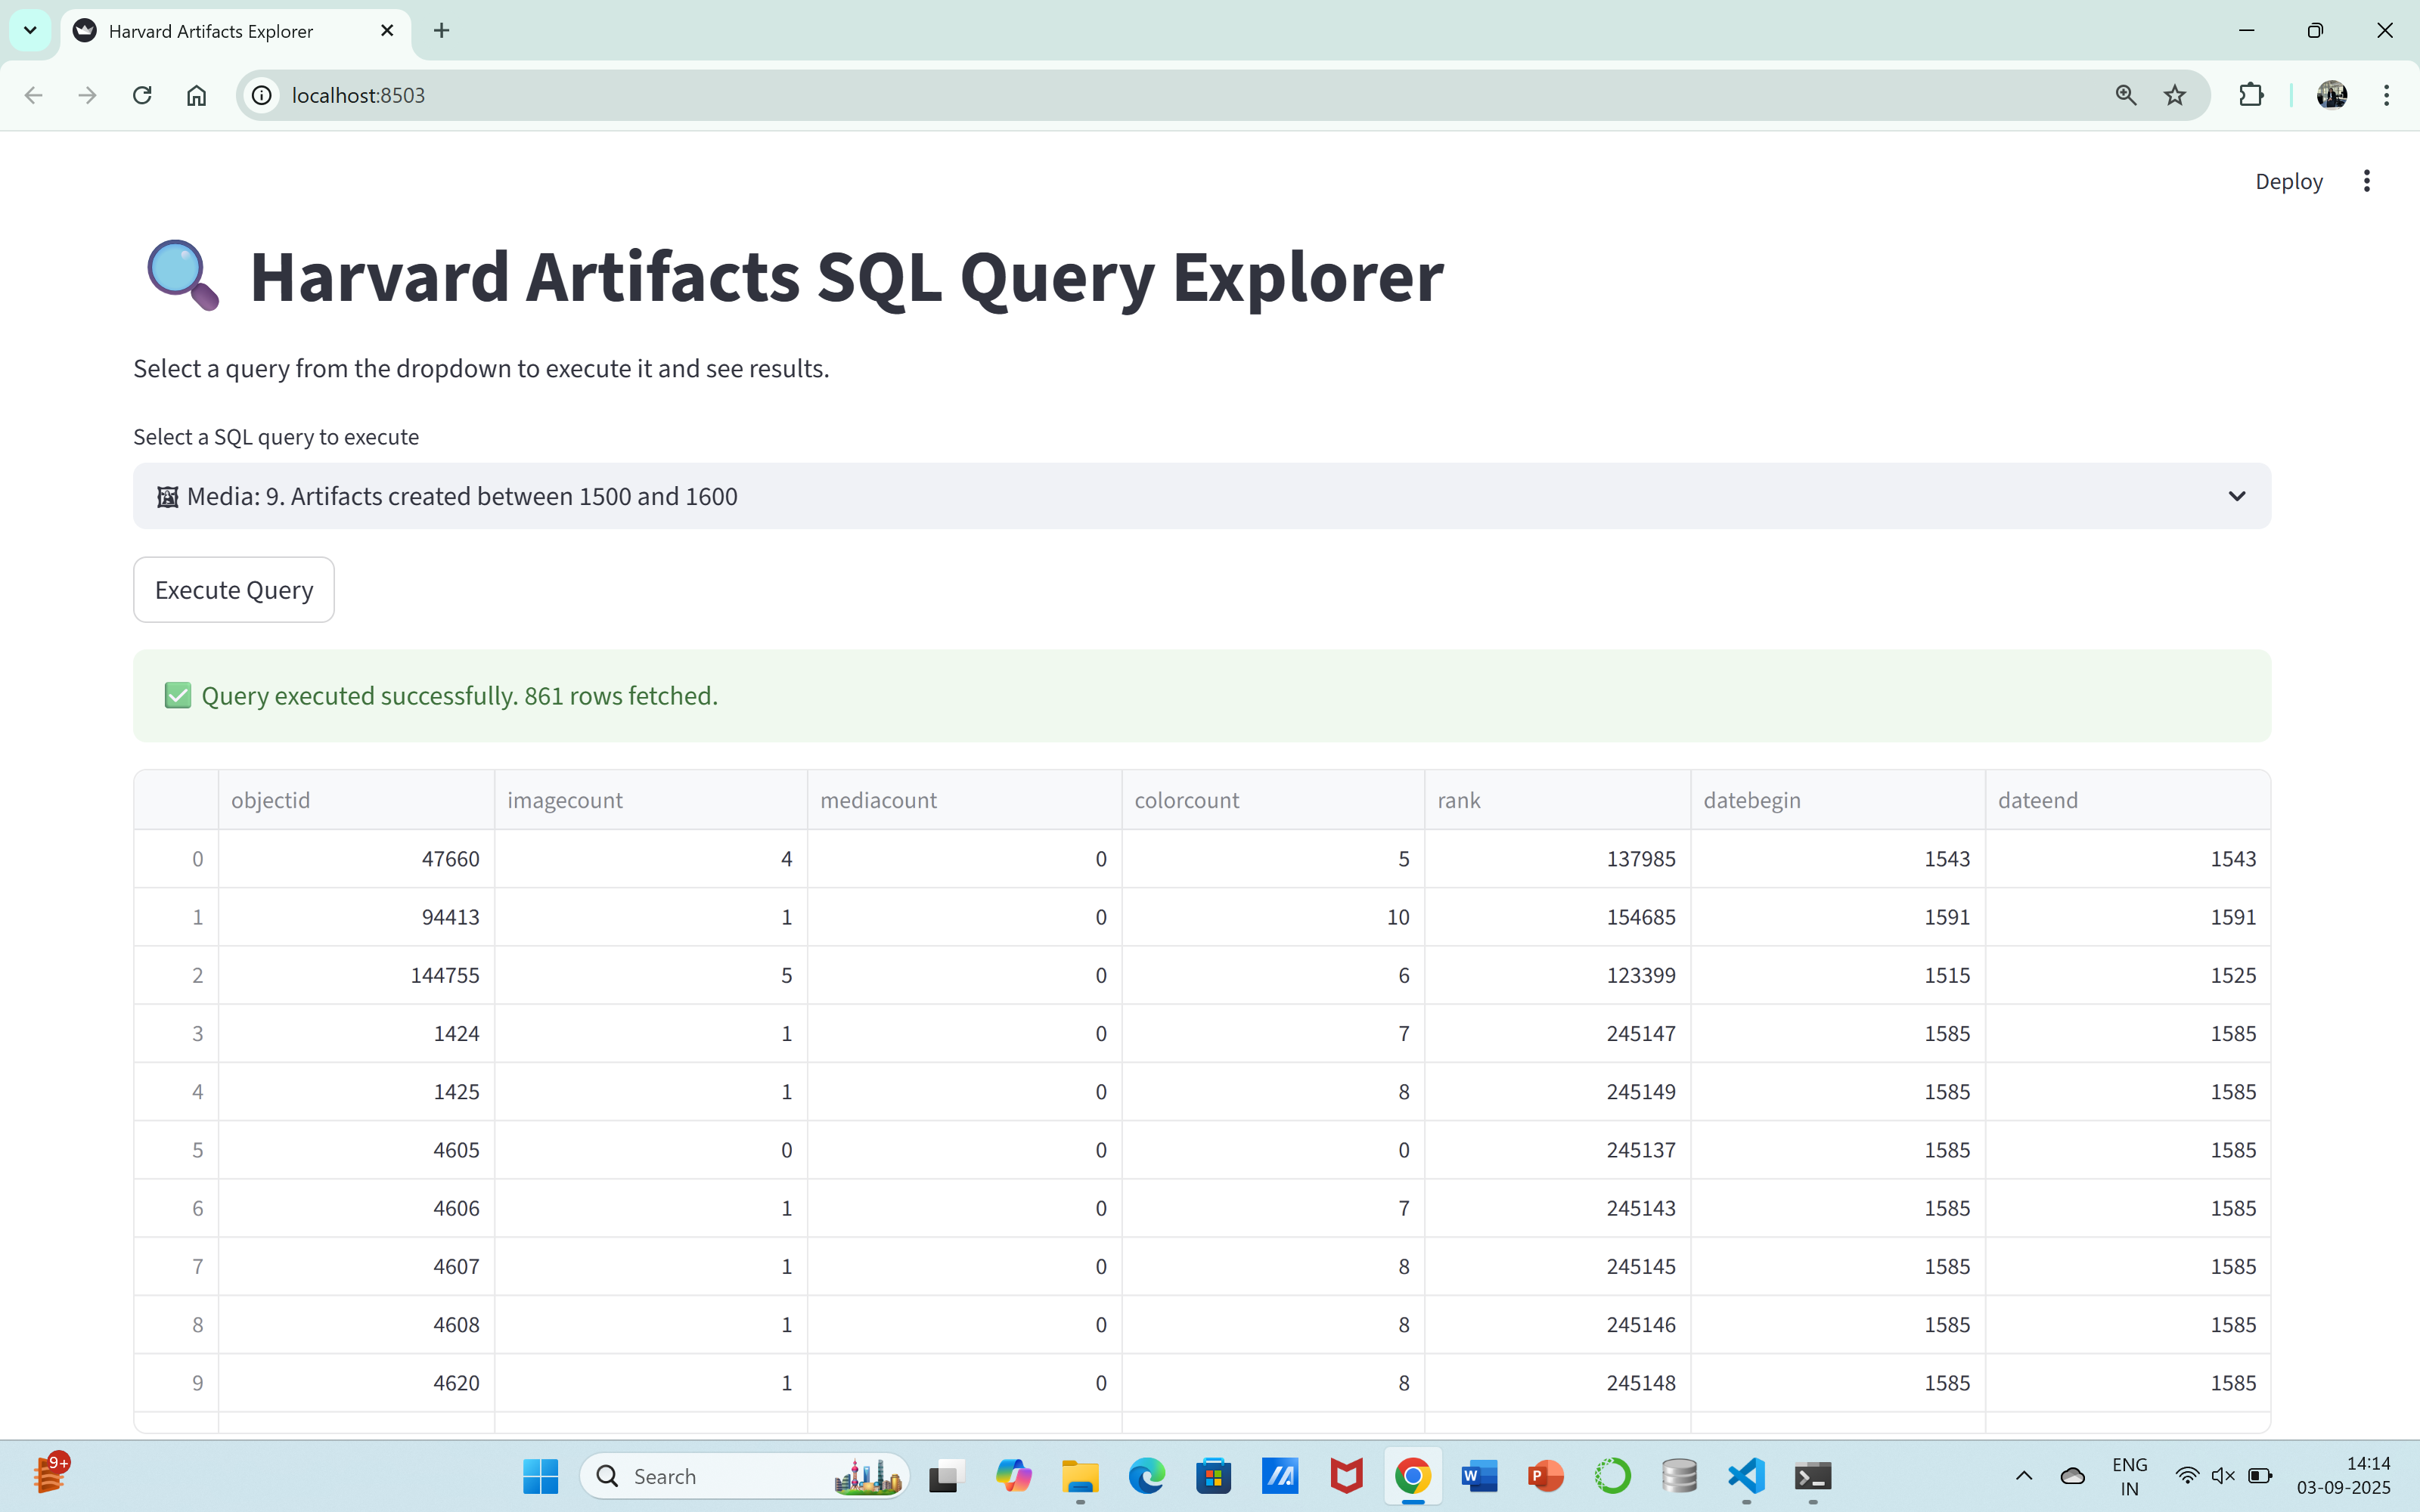 Harvard Artifacts Explorer
localhost:8503
Deploy
Harvard Artifacts SQL Query Explorer
Select a query from the dropdown to execute it and see results.
Select a SQL query to execute
Media: 9. Artifacts created between 1500 and 1600
Execute Query
Query executed successfully. 861 rows fetched.
objectid imagecount mediacount colorcount rank datebegin dateend
0 47660 4 0 5 137985 1543 1543
1 94413 1 0 10 154685 1591 1591
2 144755 5 0 6 123399 1515 1525
3 1424 1 0 7 245147 1585 1585
4 1425 1 0 8 245149 1585 1585
5 4605 0 0 0 245137 1585 1585
6 4606 1 0 7 245143 1585 1585
7 4607 1 0 8 245145 1585 1585
8 4608 1 0 8 245146 1585 1585
9 4620 1 0 8 245148 1585 1585
9+
Search
W
P
ENG
IN
14:14
03-09-2025